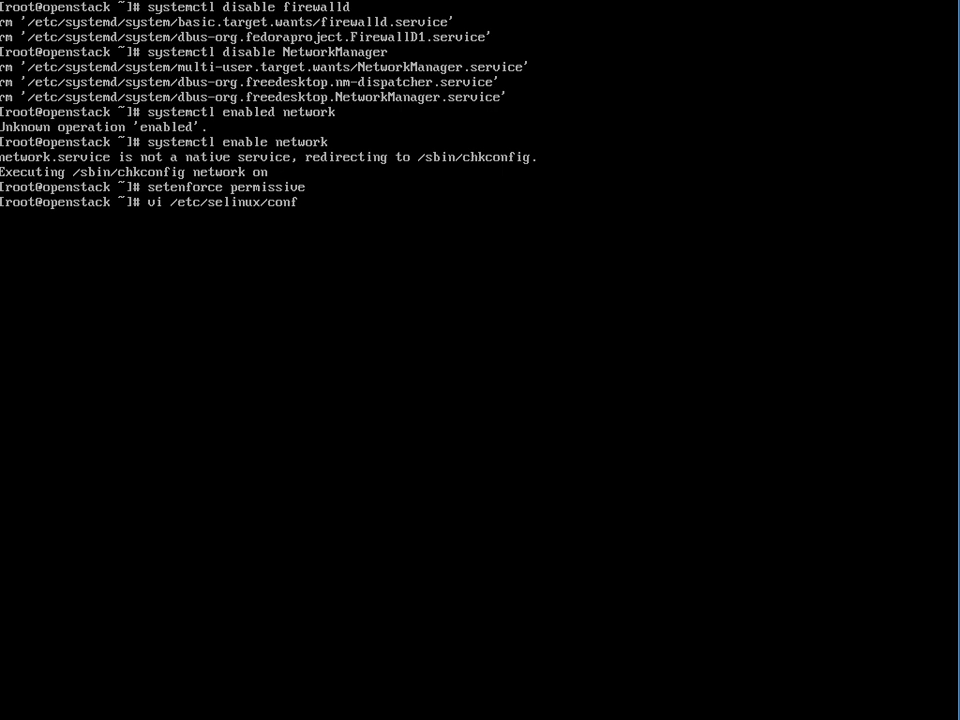 [root@openstack ~]# systemctl disable firewalld
rm '/etc/systemd/system/basic.target.wants/firewalld.service'
rm '/etc/systemd/system/dbus-org.fedoraproject.FirewallD1.service'
[root@openstack ~]# systemctl disable NetworkManager
rm '/etc/systemd/system/multi-user.target.wants/NetworkManager.service'
rm '/etc/systemd/system/dbus-org.freedesktop.nm-dispatcher.service'
rm '/etc/systemd/system/dbus-org.freedesktop.NetworkManager.service'
[root@openstack ~]# systemctl enabled network
Unknown operation 'enabled'.
[root@openstack ~]# systemctl enable network
network.service is not a native service, redirecting to /sbin/chkconfig.
Executing /sbin/chkconfig network on
[root@openstack ~]# setenforce permissive
[root@openstack ~]# vi /etc/selinux/conf